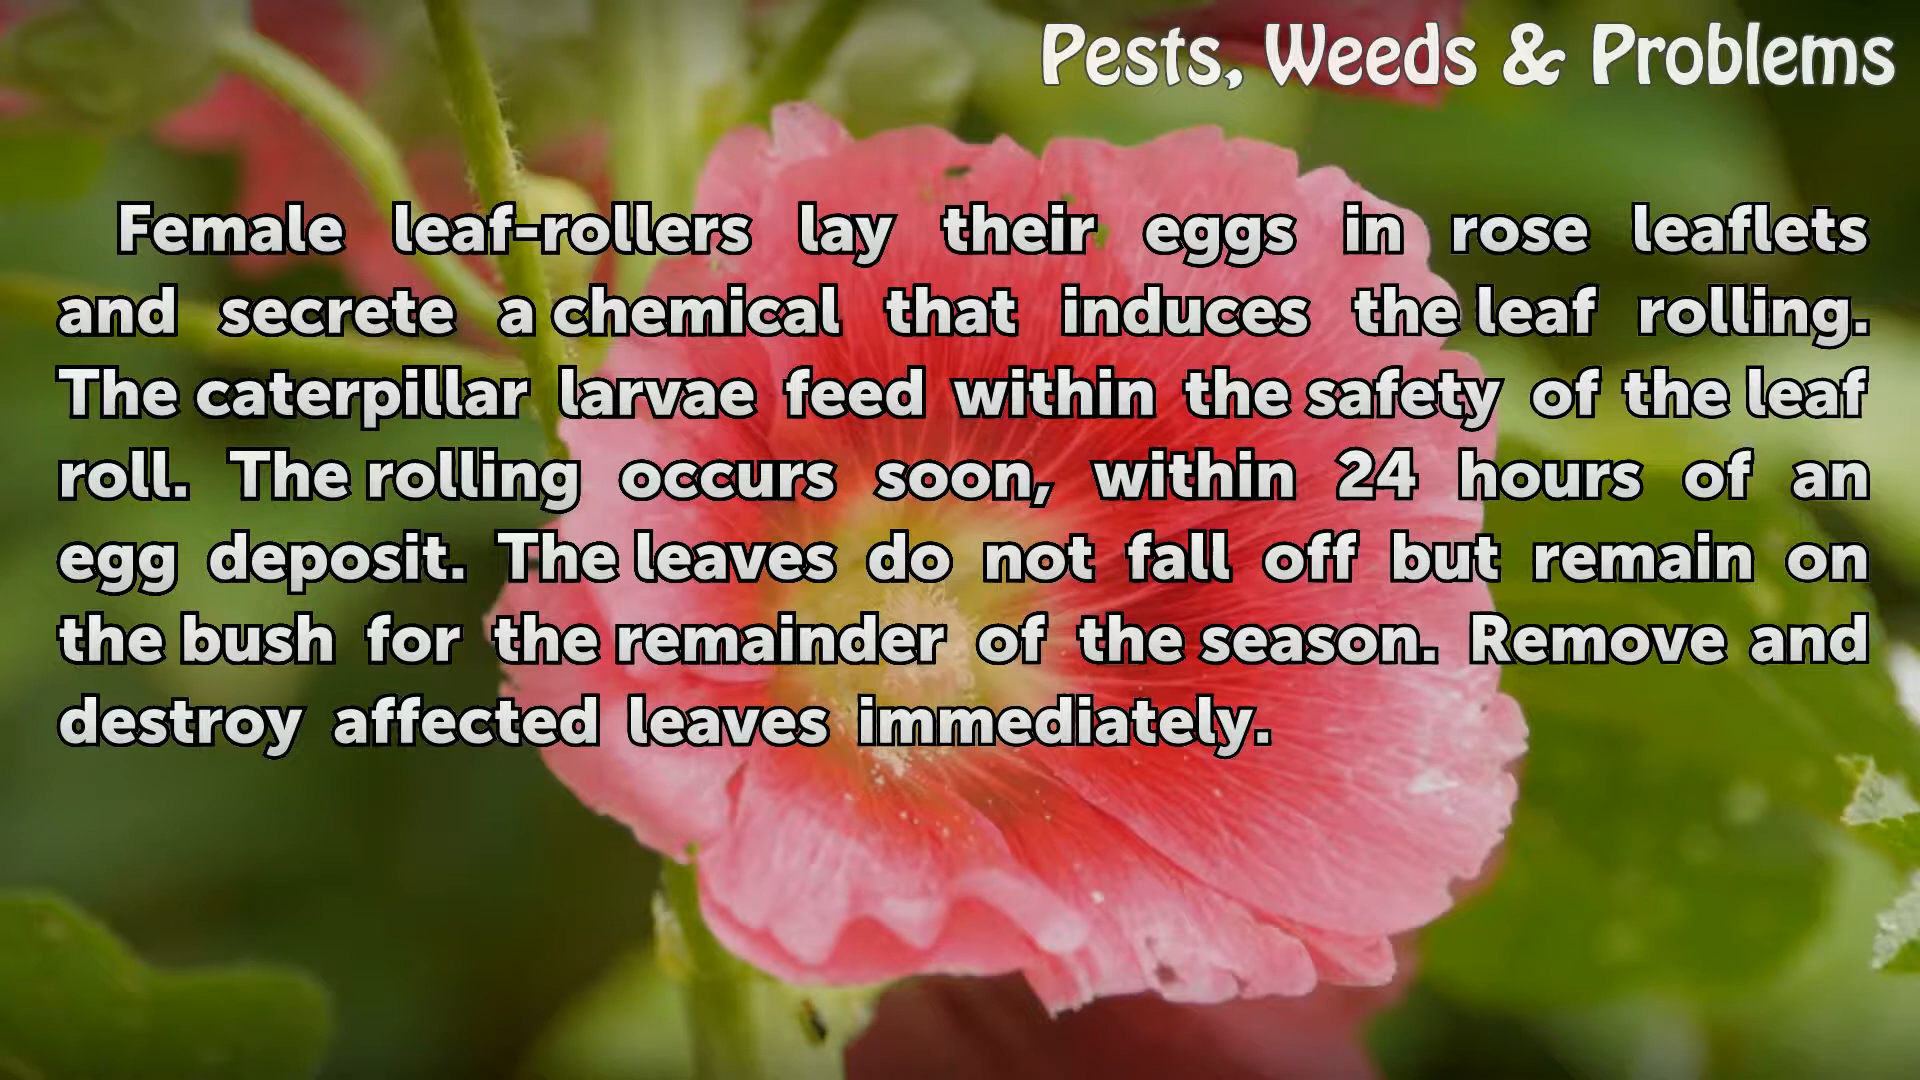 Pests, Weeds & Problems
Female leaf-rollers lay their eggs in rose leaflets
and secrete a chemical that induces the leaf rolling.
The caterpillar larvae feed within the safety of the leaf
roll. The rolling occurs soon, within 24 hours of an
egg deposit. The leaves do not fall off but remain on
the bush for the remainder of the season. Remove and
destroy affected leaves immediately.